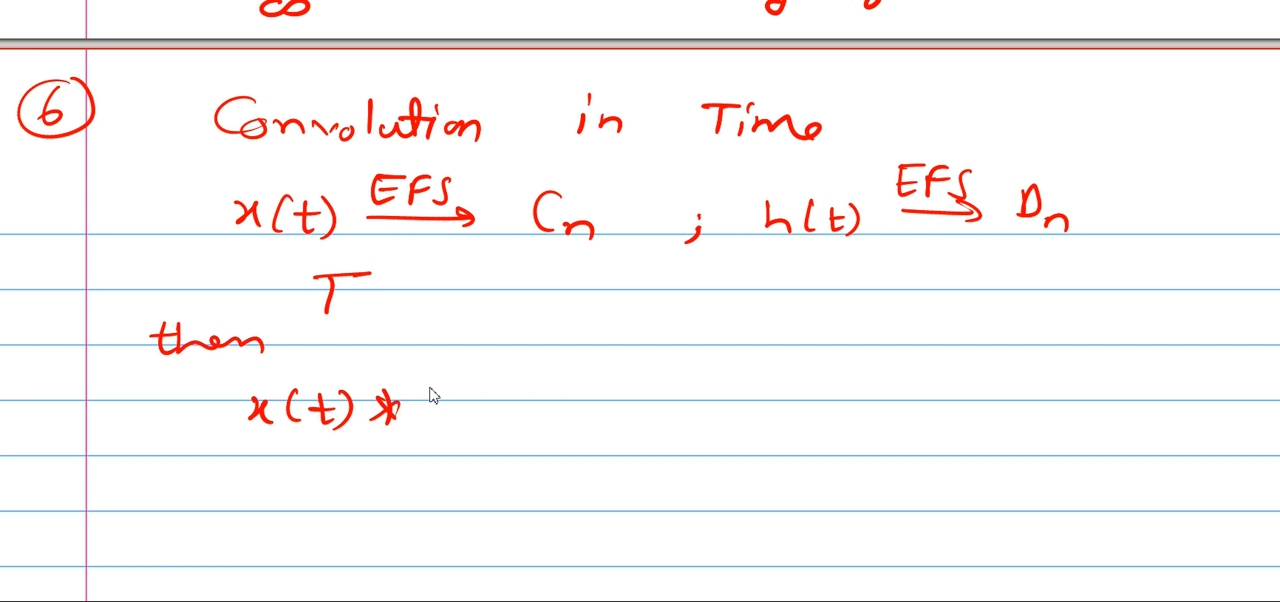 6 Convolution in Time
x(t) EFS→ Cn ; h(t) EFS→ Dn
T
then
x(t) *